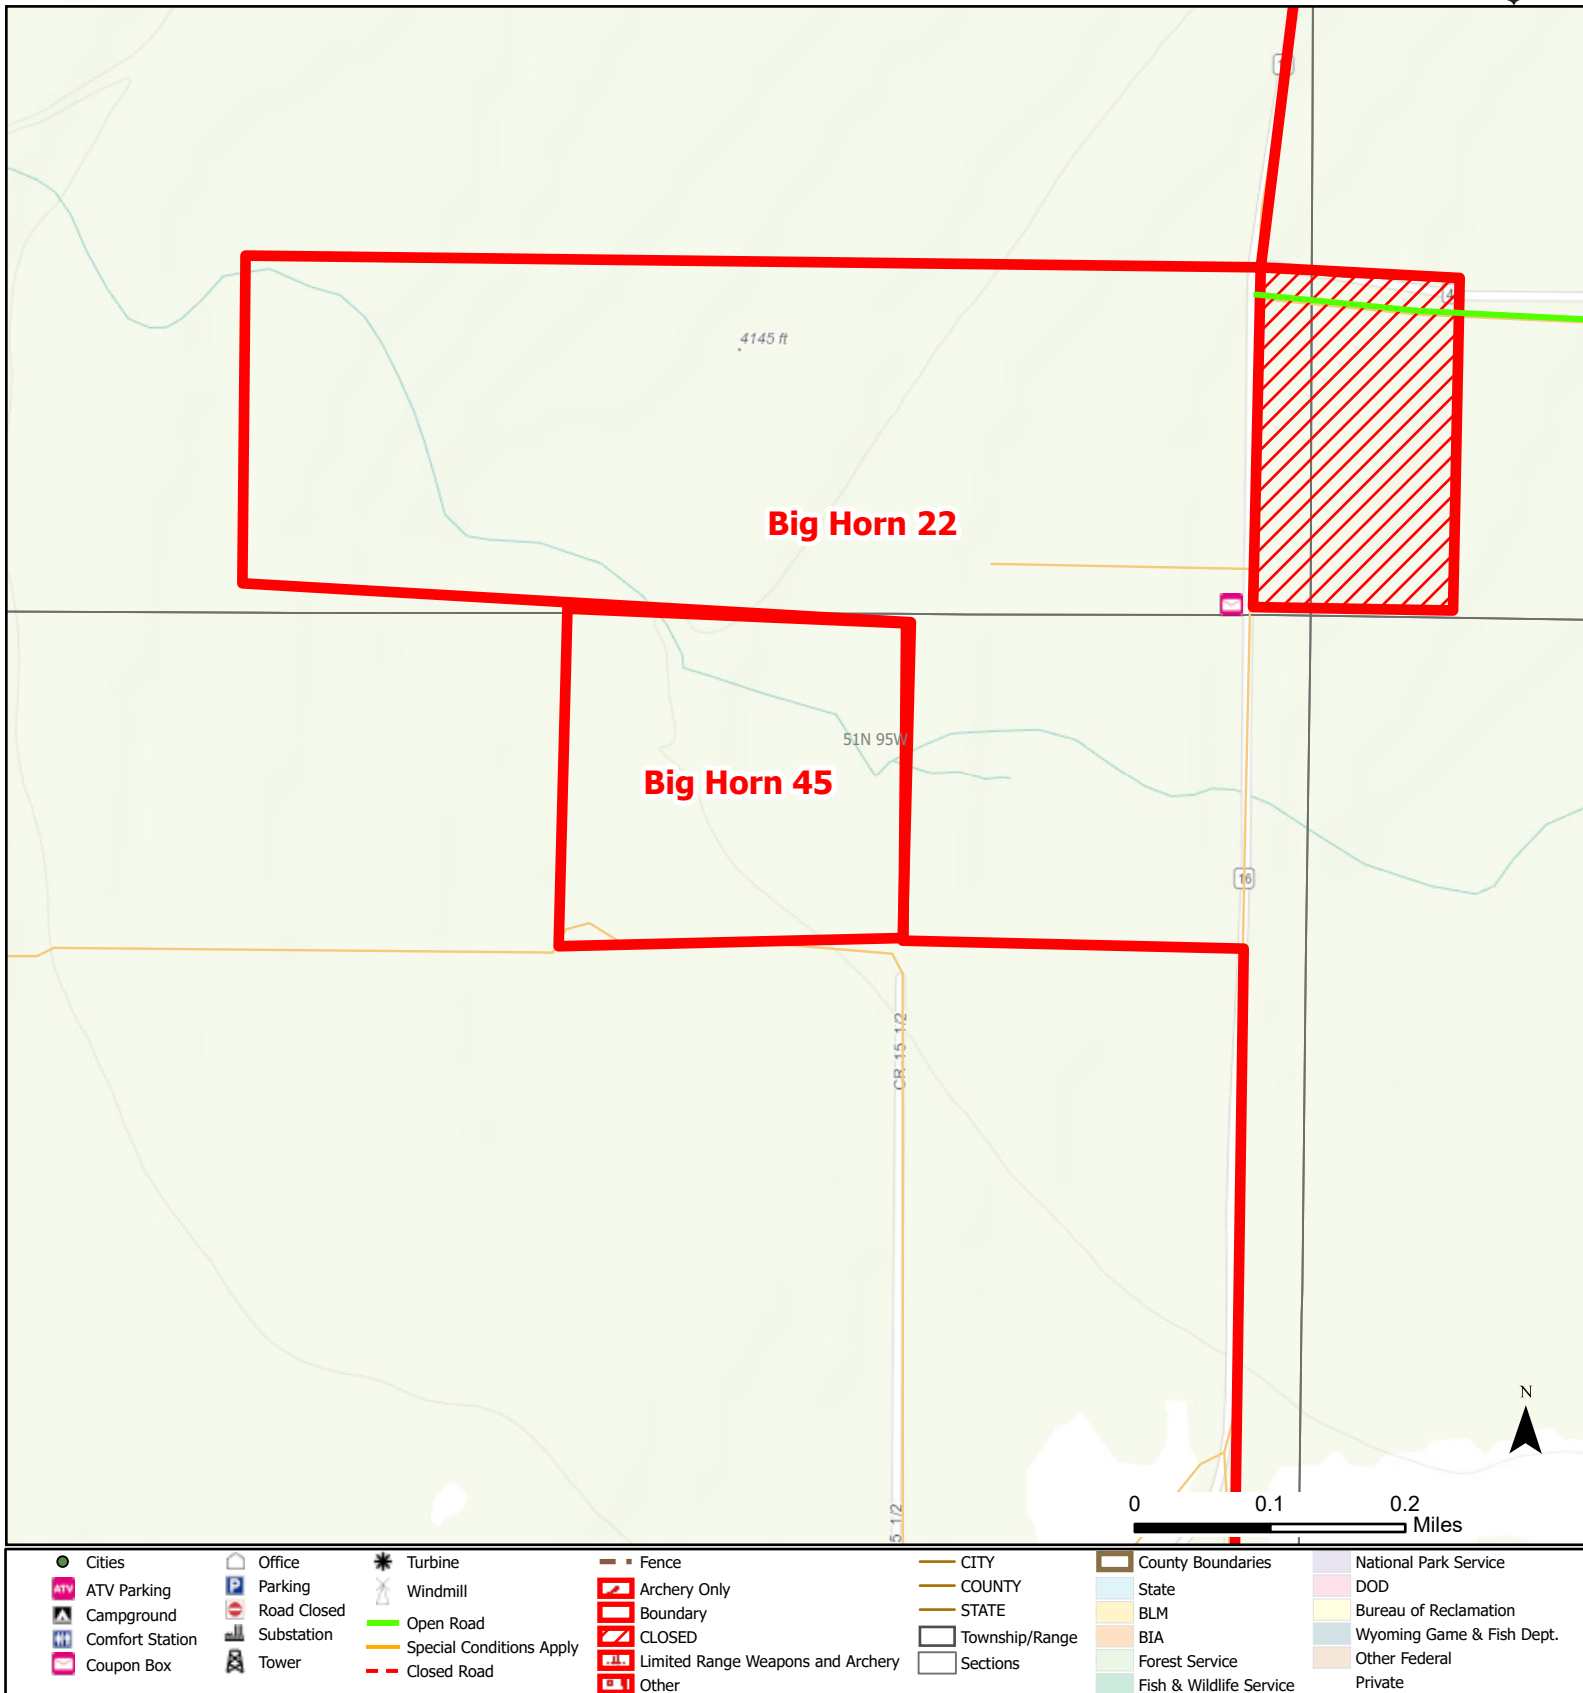 4145 ft
Big Horn 22
51N 95W
Big Horn 45
16
CR 15 1/2
5 1/2
N
0 0.1 0.2
Miles
Cities
ATV ATV Parking
Campground
Comfort Station
Coupon Box
Office
P Parking
Road Closed
Substation
Tower
Turbine
Windmill
Open Road
Special Conditions Apply
Closed Road
Fence
Archery Only
Boundary
CLOSED
Limited Range Weapons and Archery
Other
CITY
COUNTY
STATE
Township/Range
Sections
County Boundaries
State
BLM
BIA
Forest Service
Fish & Wildlife Service
National Park Service
DOD
Bureau of Reclamation
Wyoming Game & Fish Dept.
Other Federal
Private